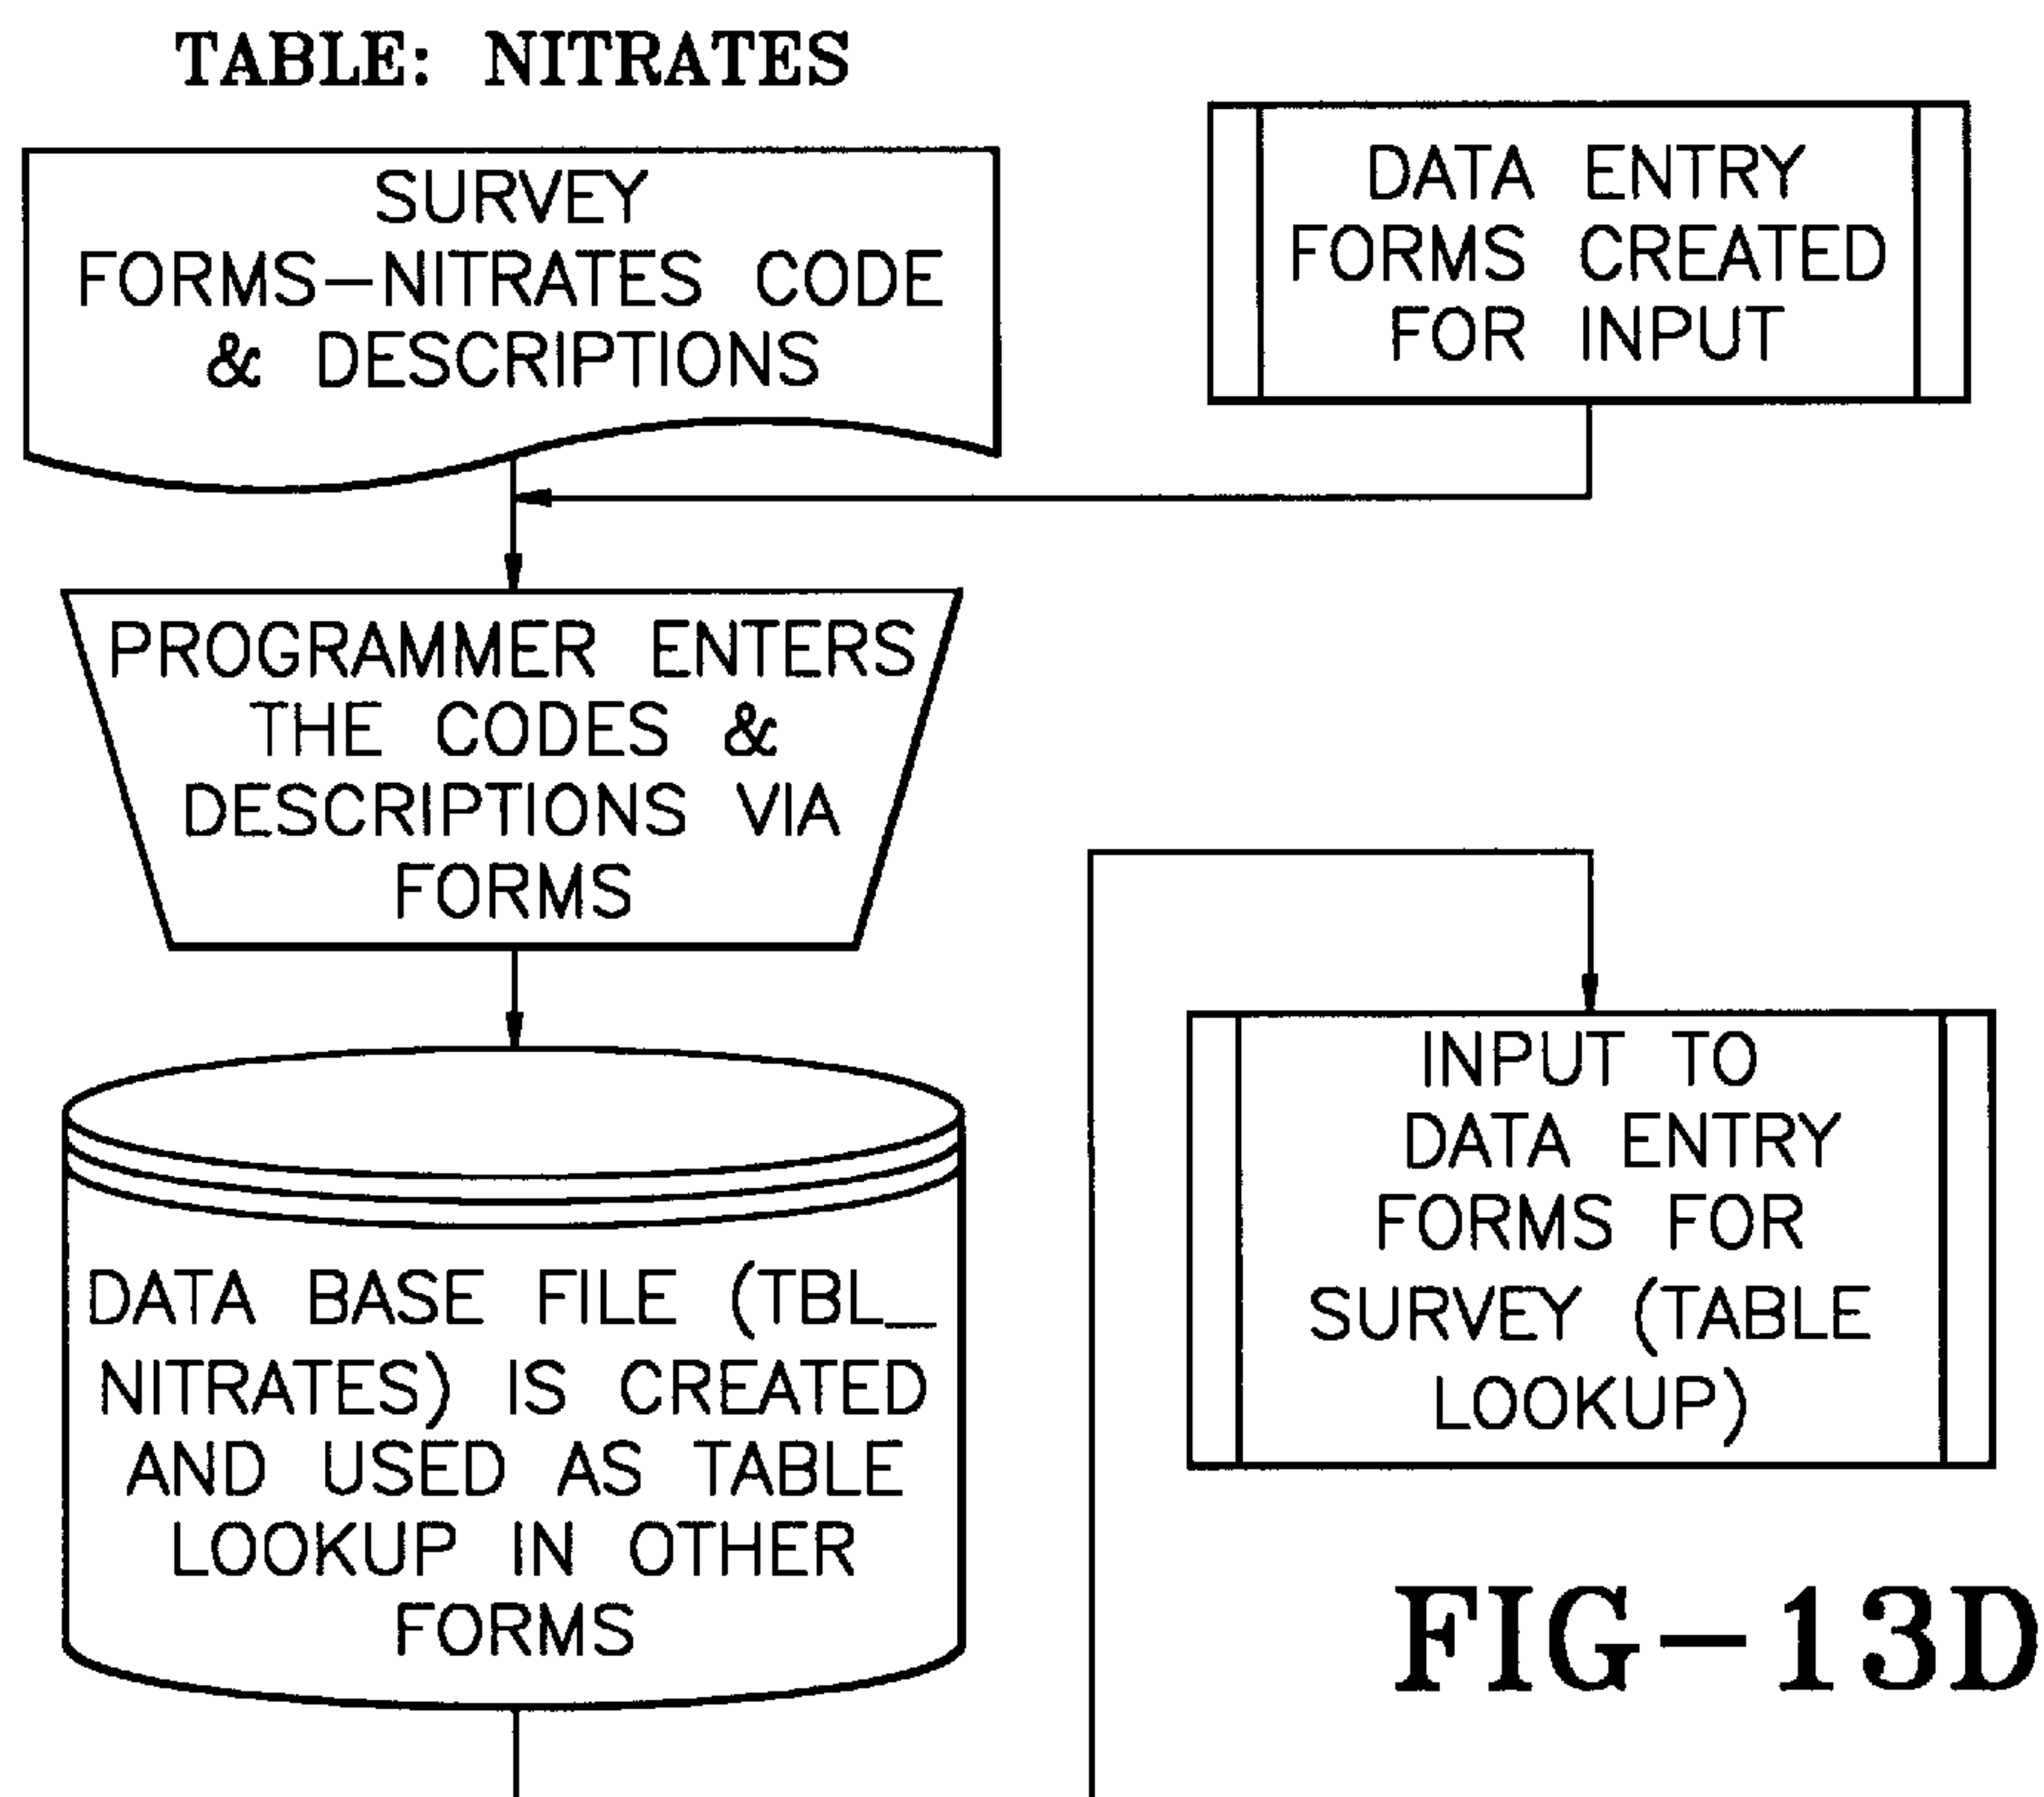 TABLE: NITRATES
SURVEY
FORMS-NITRATES CODE
& DESCRIPTIONS
DATA ENTRY
FORMS CREATED
FOR INPUT
PROGRAMMER ENTERS
THE CODES &
DESCRIPTIONS VIA
FORMS
DATA BASE FILE (TBL_
NITRATES) IS CREATED
AND USED AS TABLE
LOOKUP IN OTHER
FORMS
INPUT TO
DATA ENTRY
FORMS FOR
SURVEY (TABLE
LOOKUP)
FIG-13D